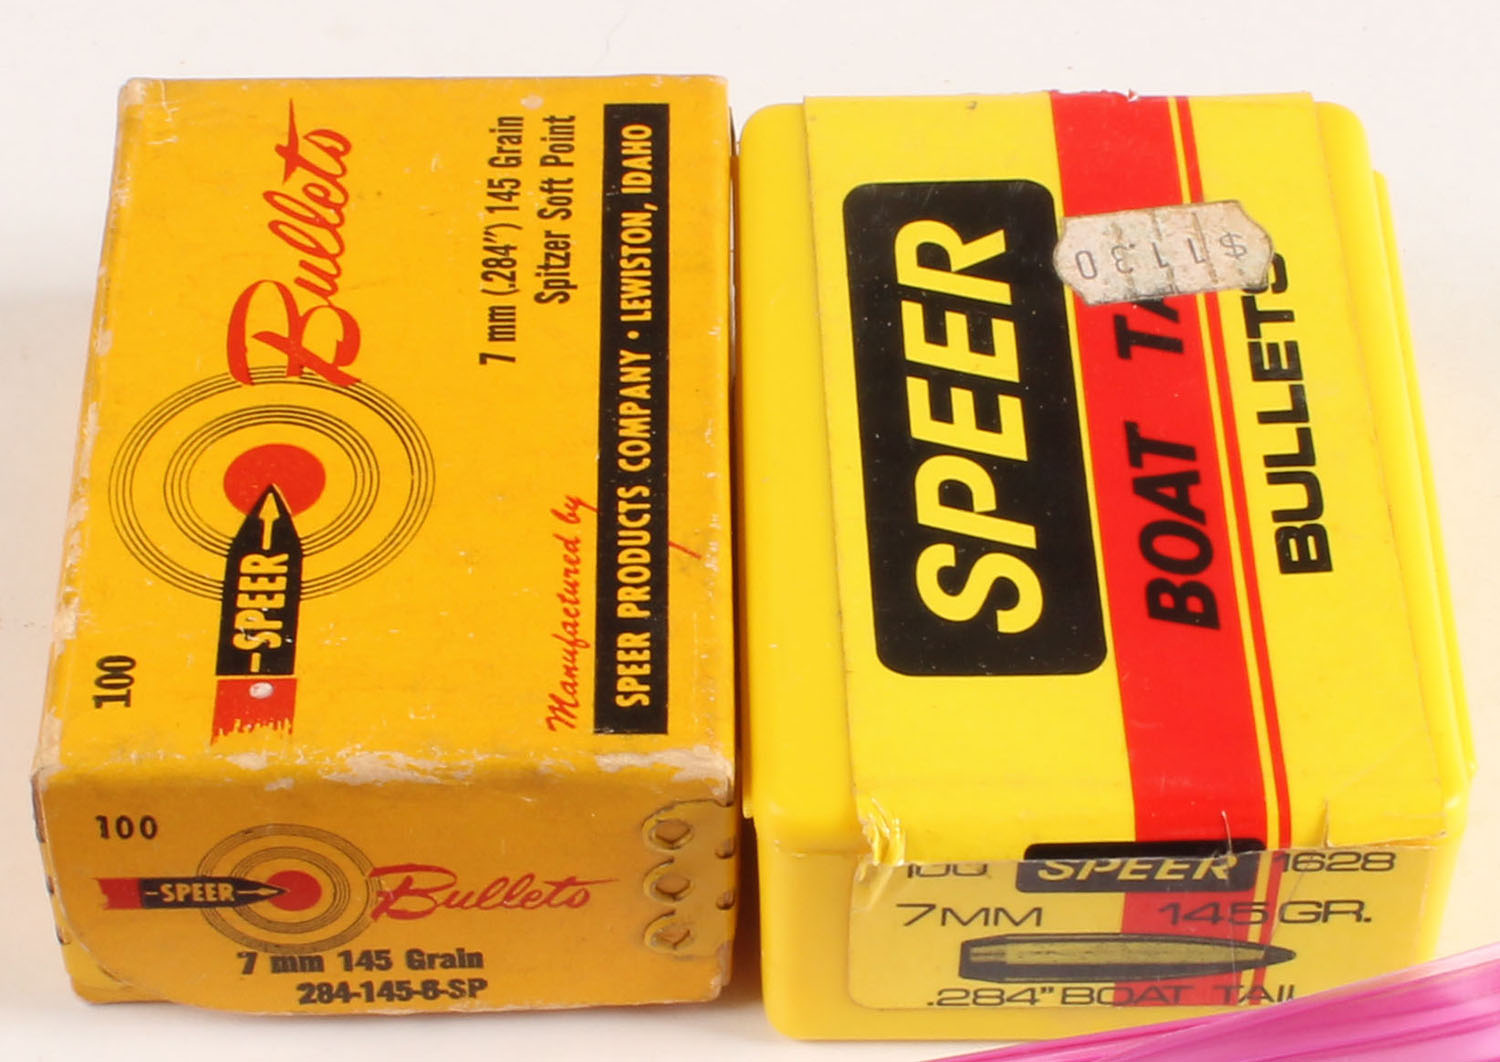 100
-SPEER-
Bullets
7 mm (.284") 145 Grain
Spitzer Soft Point
Manufactured by
SPEER PRODUCTS COMPANY • LEWISTON, IDAHO
100
-SPEER-
Bullets
7 mm 145 Grain
284-145-8-SP
SPEER
$1130
BOAT TA
BULLETS
100 SPEER 1628
7MM 145 GR.
.284" BOAT TAIL